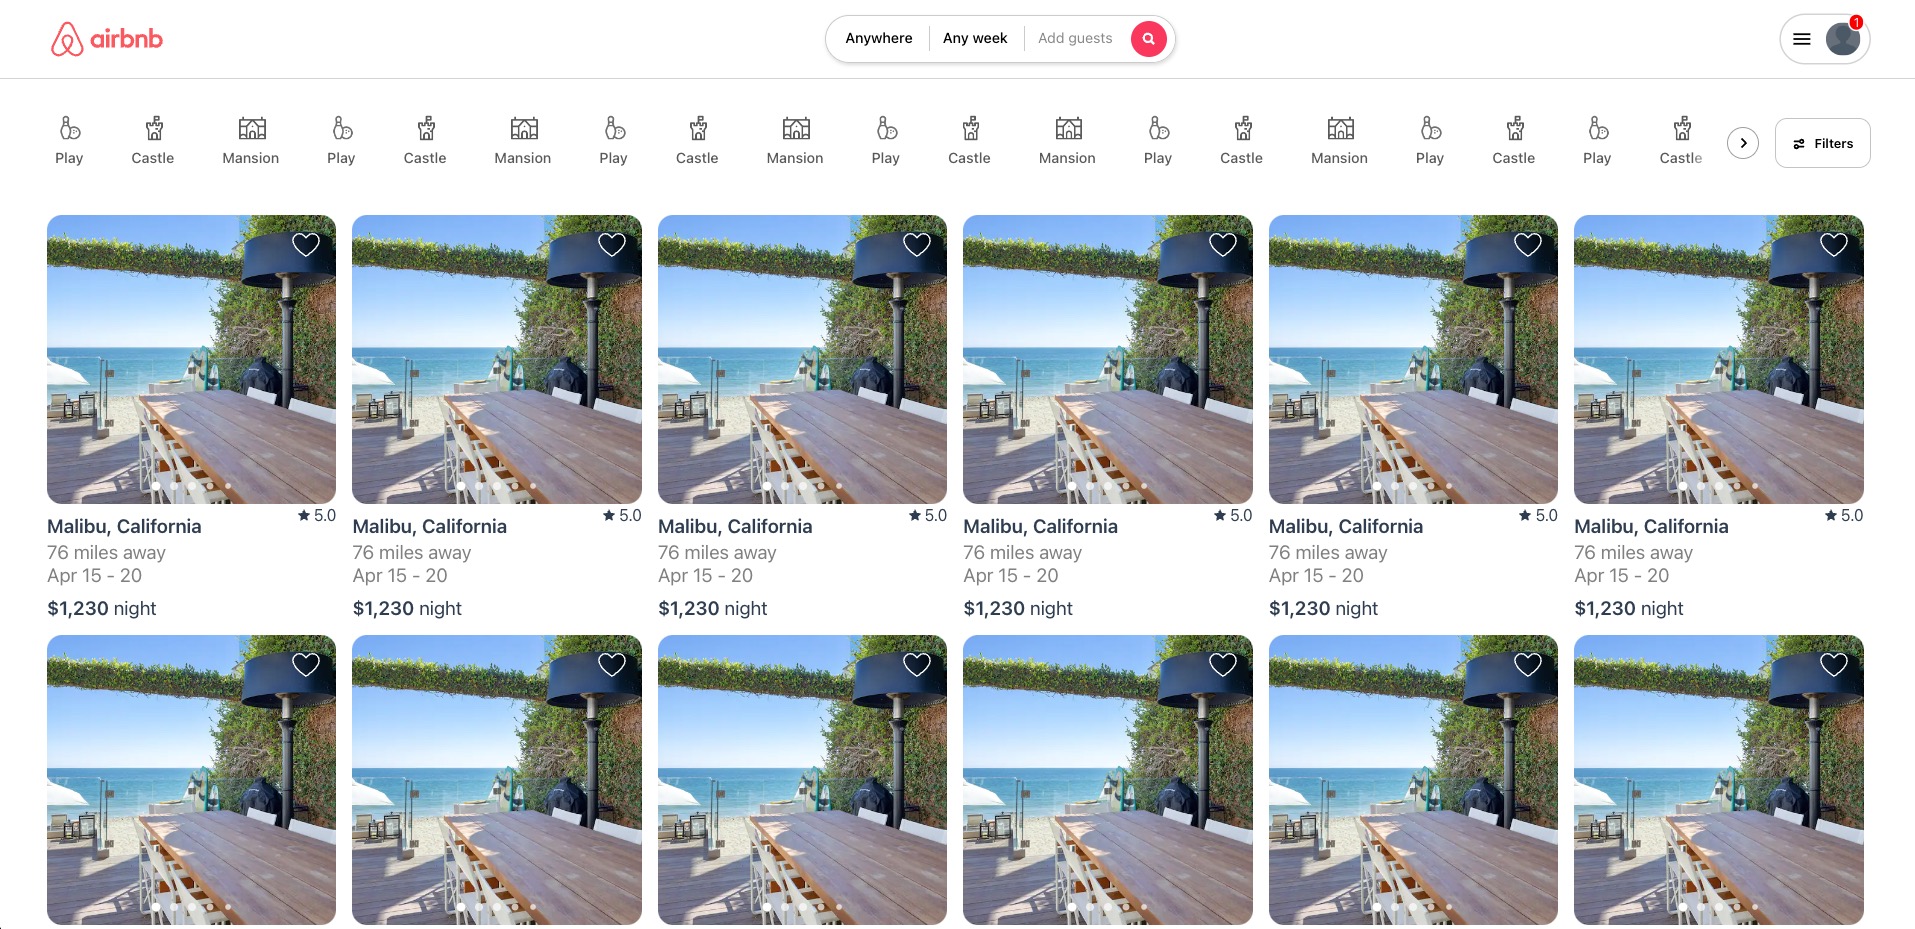 airbnb
Anywhere Any week Add guests
1
Play Castle Mansion Play Castle Mansion Play Castle Mansion Play Castle Mansion Play Castle Mansion Play Castle Play Castle Filters
Malibu, California 5.0 Malibu, California 5.0 Malibu, California 5.0 Malibu, California 5.0 Malibu, California 5.0 Malibu, California 5.0
76 miles away 76 miles away 76 miles away 76 miles away 76 miles away 76 miles away
Apr 15 - 20 Apr 15 - 20 Apr 15 - 20 Apr 15 - 20 Apr 15 - 20 Apr 15 - 20
$1,230 night $1,230 night $1,230 night $1,230 night $1,230 night $1,230 night